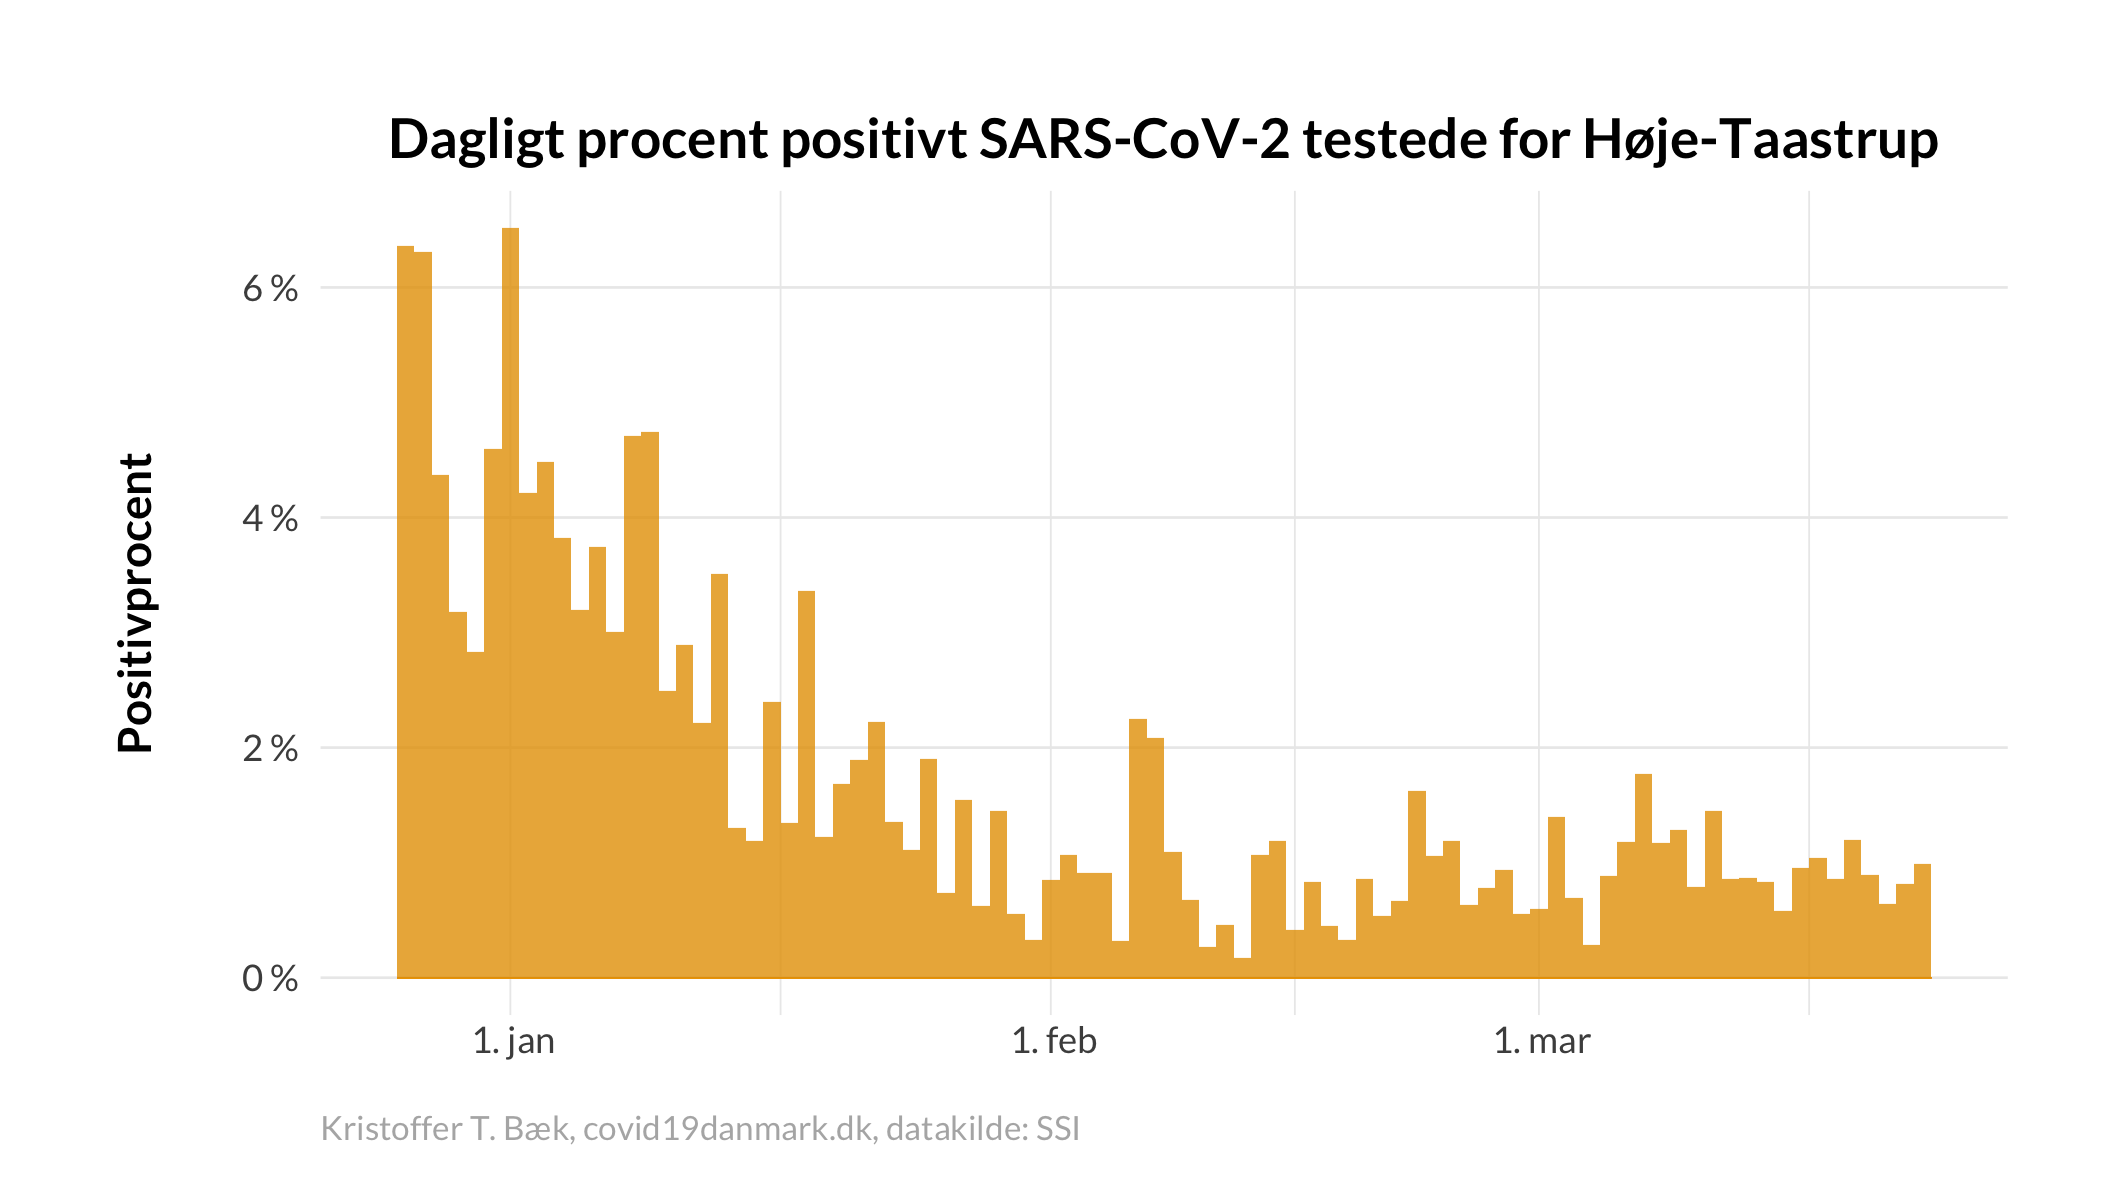 Dagligt procent positivt SARS-CoV-2 testede for Høje-Taastrup
Positivprocent
6 %
4 %
2 %
0 %
1. jan
1. feb
1. mar
Kristoffer T. Bæk, covid19danmark.dk, datakilde: SSI